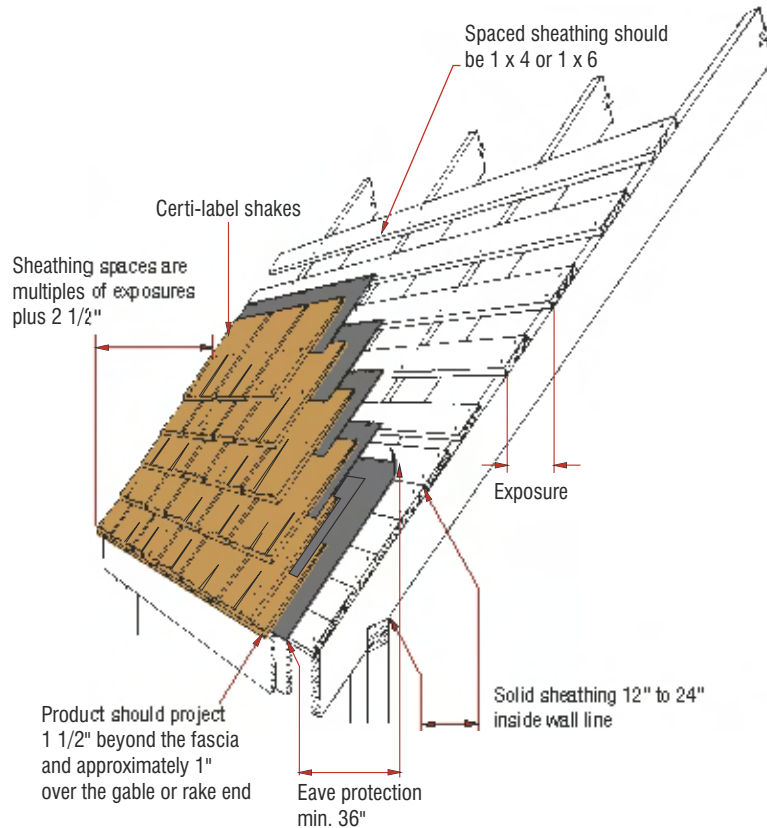 Spaced sheathing should
be 1 x 4 or 1 x 6
Certi-label shakes
Sheathing spaces are
multiples of exposures
plus 2 1/2"
Exposure
Solid sheathing 12" to 24"
inside wall line
Product should project
1 1/2" beyond the fascia
and approximately 1"
over the gable or rake end
Eave protection
min. 36"